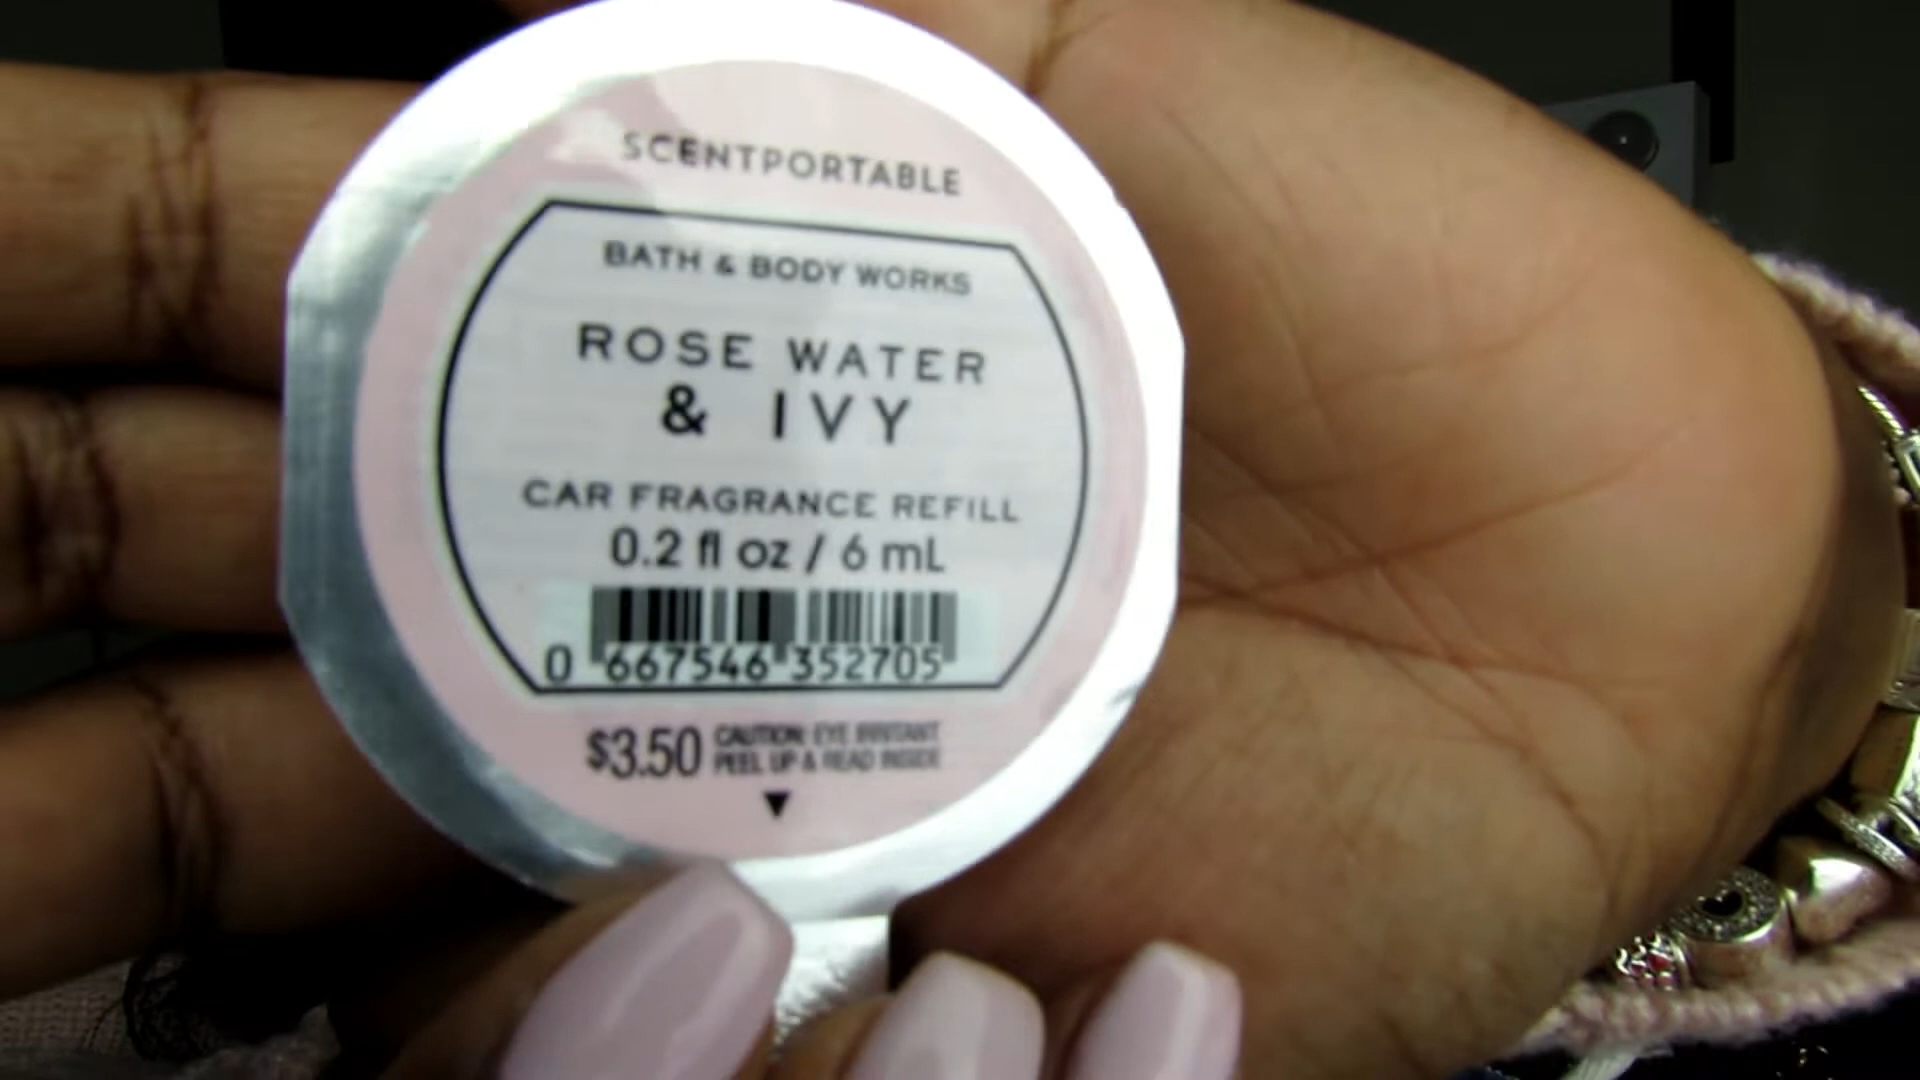 SCENTPORTABLE
BATH & BODY WORKS
ROSE WATER
& IVY
CAR FRAGRANCE REFILL
0.2 fl oz / 6 mL
0 667546 352705
$3.50 CAUTION: EYE IRRITANT
PEEL UP & READ INSIDE